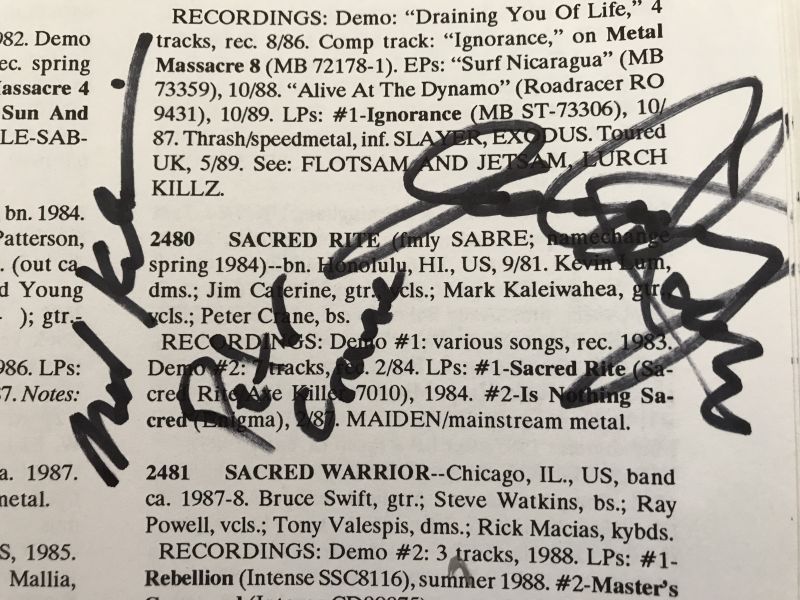 982. Demo
ec. spring
assacre 4
Sun And
LE-SAB-
bn. 1984.
Patterson,
. (out ca.
d Young
- ); gtr.-
986. LPs:
7. Notes:
a. 1987.
metal.
S, 1985.
Mallia,
RECORDINGS: Demo: “Draining You Of Life,” 4
tracks, rec. 8/86. Comp track: “Ignorance,” on Metal
Massacre 8 (MB 72178-1). EPs: “Surf Nicaragua” (MB
73359), 10/88. “Alive At The Dynamo” (Roadracer RO
9431), 10/89. LPs: #1-Ignorance (MB ST-73306), 10/
87. Thrash/speedmetal, inf. SLAYER, EXODUS. Toured
UK, 5/89. See: FLOTSAM AND JETSAM, LURCH
KILLZ.
2480 SACRED RITE (fmly SABRE; namechange
spring 1984)--bn. Honolulu, HI., US, 9/81. Kevin Lum,
dms.; Jim Caterine, gtr., vcls.; Mark Kaleiwahea, gtr.,
vcls.; Peter Crane, bs.
RECORDINGS: Demo #1: various songs, rec. 1983.
Demo #2: 7 tracks, rec. 2/84. LPs: #1-Sacred Rite (Sa-
cred Rite/Axe Killer 7010), 1984. #2-Is Nothing Sa-
cred (Enigma), 2/87. MAIDEN/mainstream metal.
2481 SACRED WARRIOR--Chicago, IL., US, band
ca. 1987-8. Bruce Swift, gtr.; Steve Watkins, bs.; Ray
Powell, vcls.; Tony Valespis, dms.; Rick Macias, kybds.
RECORDINGS: Demo #2: 3 tracks, 1988. LPs: #1-
Rebellion (Intense SSC8116), summer 1988. #2-Master's
Crane